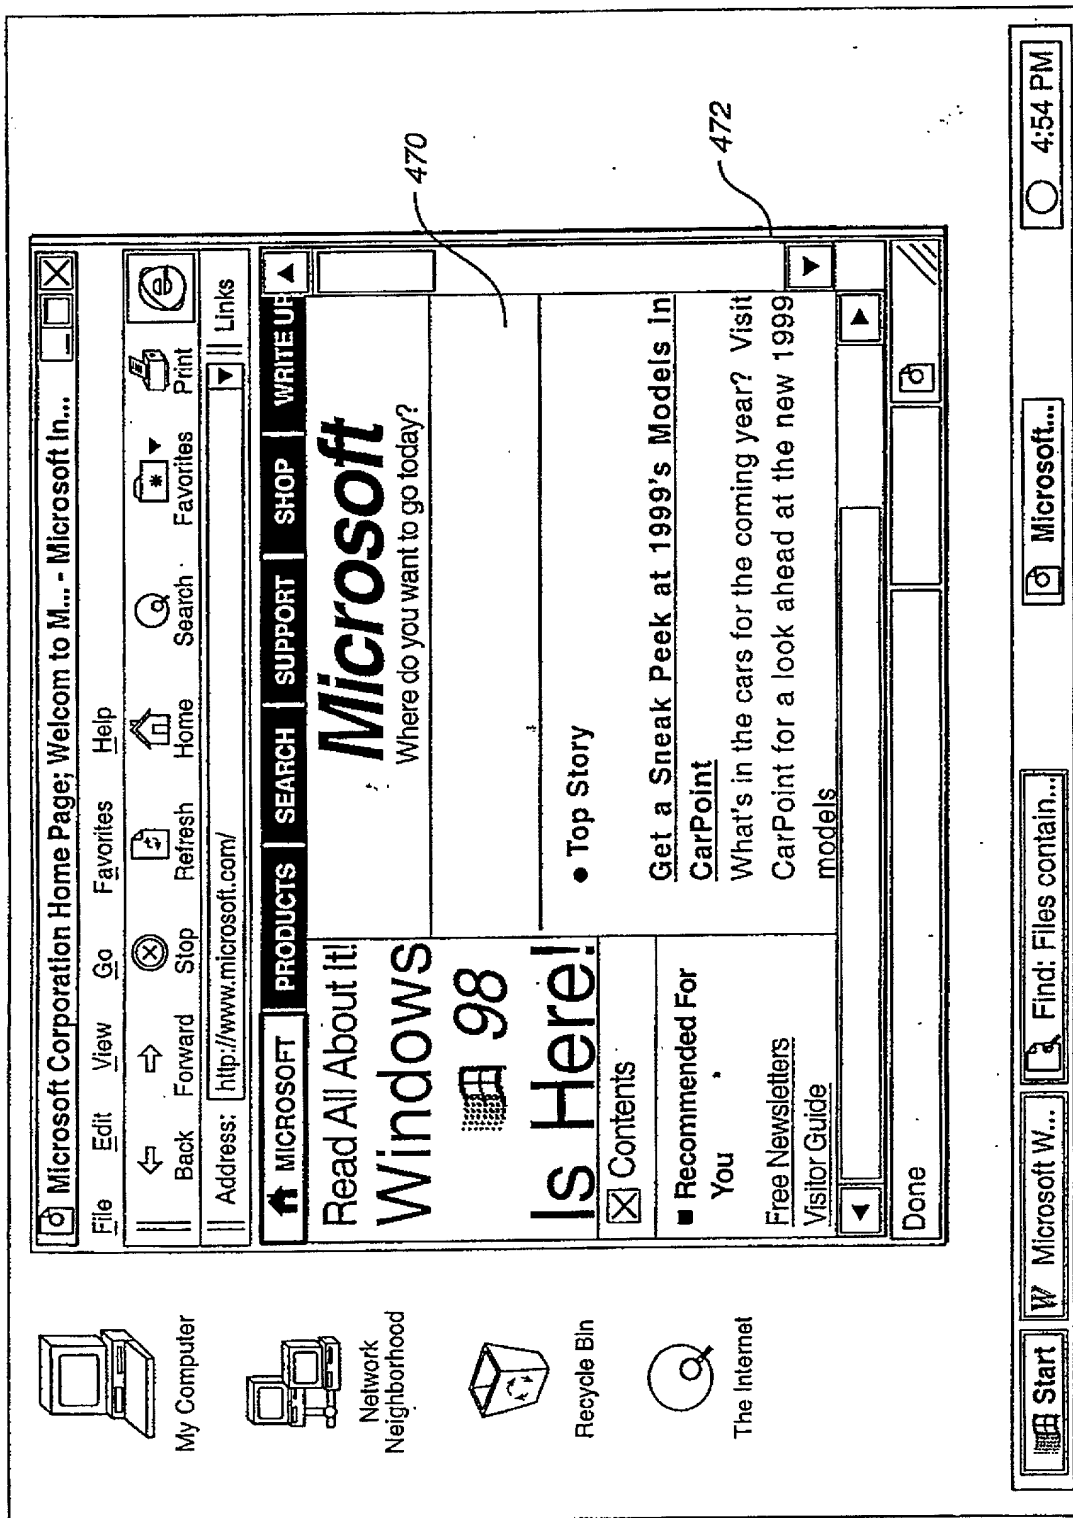 Microsoft Corporation Home Page; Welcom to M... - Microsoft In...
File Edit View Go Favorites Help
Back Forward Stop Refresh Home Search Favorites Print
Address: http://www.microsoft.com/ Links
MICROSOFT PRODUCTS SEARCH SUPPORT SHOP WRITE UP
Read All About It!
Windows
98
Is Here!
Contents
Recommended For
You
Free Newsletters
Visitor Guide
Microsoft
Where do you want to go today?
• Top Story
Get a Sneak Peek at 1999's Models In
CarPoint
What's in the cars for the coming year? Visit
CarPoint for a look ahead at the new 1999
models
Done
470
472
My Computer
Network
Neighborhood
Recycle Bin
The Internet
Start W Microsoft W... Find: Files contain... Microsoft... 4:54 PM